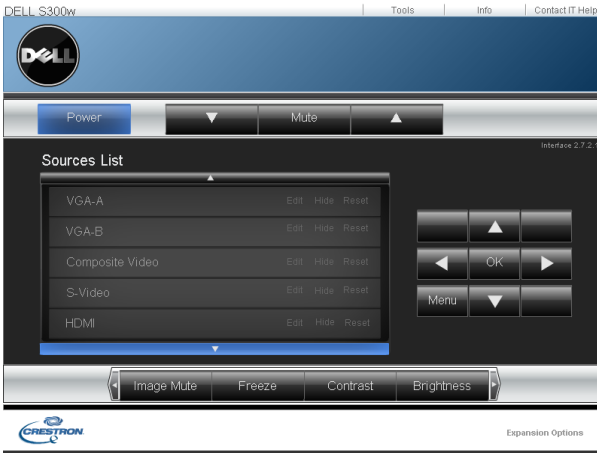 DELL S300w
Tools Info Contact IT Help
DELL
Power Mute
Interface 2.7.2.
Sources List
VGA-A Edit Hide Reset
VGA-B Edit Hide Reset
Composite Video Edit Hide Reset
S-Video Edit Hide Reset
HDMI Edit Hide Reset
OK
Menu
Image Mute Freeze Contrast Brightness
CRESTRON
Expansion Options